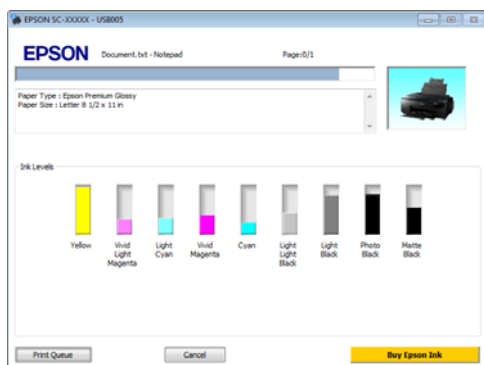 EPSON SC-XXXXX - USB005
EPSON Document.txt - Notepad Page:0/1
Paper Type : Epson Premium Glossy
Paper Size : Letter 8 1/2 x 11 in
Ink Levels
Yellow
Vivid
Light
Magenta
Light
Cyan
Vivid
Magenta
Cyan
Light
Light
Black
Light
Black
Photo
Black
Matte
Black
Print Queue Cancel Buy Epson Ink